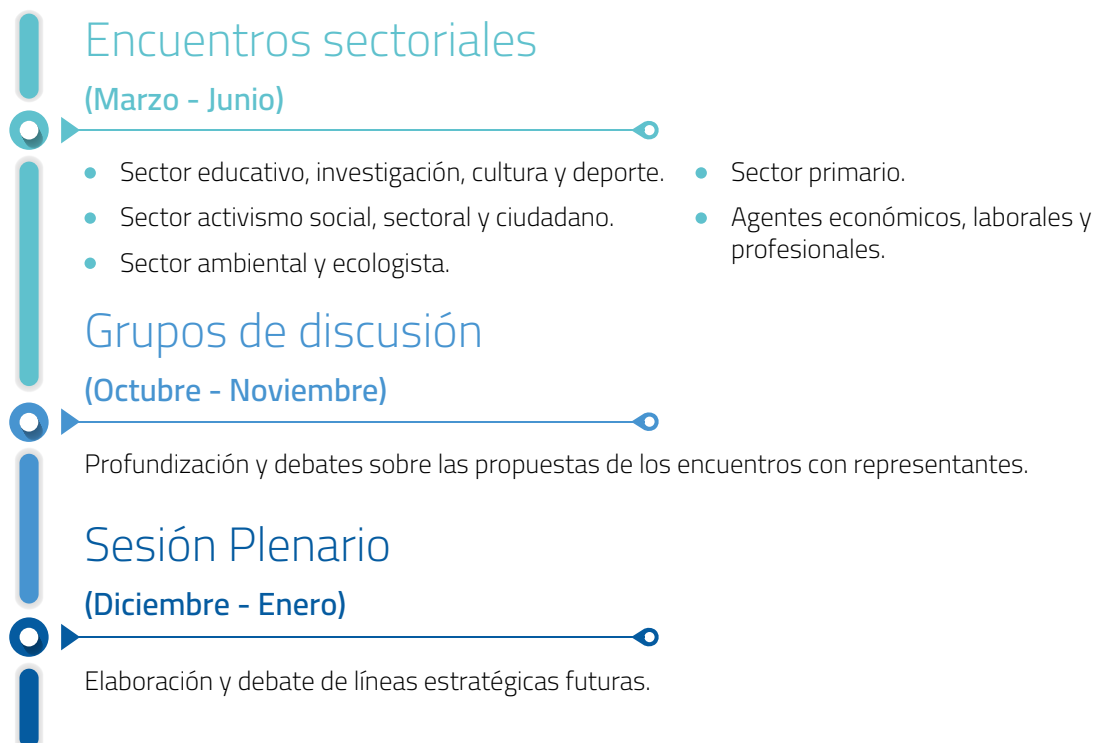 Encuentros sectoriales
(Marzo - Junio)
Sector educativo, investigación, cultura y deporte.
Sector activismo social, sectoral y ciudadano.
Sector ambiental y ecologista.
Sector primario.
Agentes económicos, laborales y
profesionales.
Grupos de discusión
(Octubre - Noviembre)
Profundización y debates sobre las propuestas de los encuentros con representantes.
Sesión Plenario
(Diciembre - Enero)
Elaboración y debate de líneas estratégicas futuras.